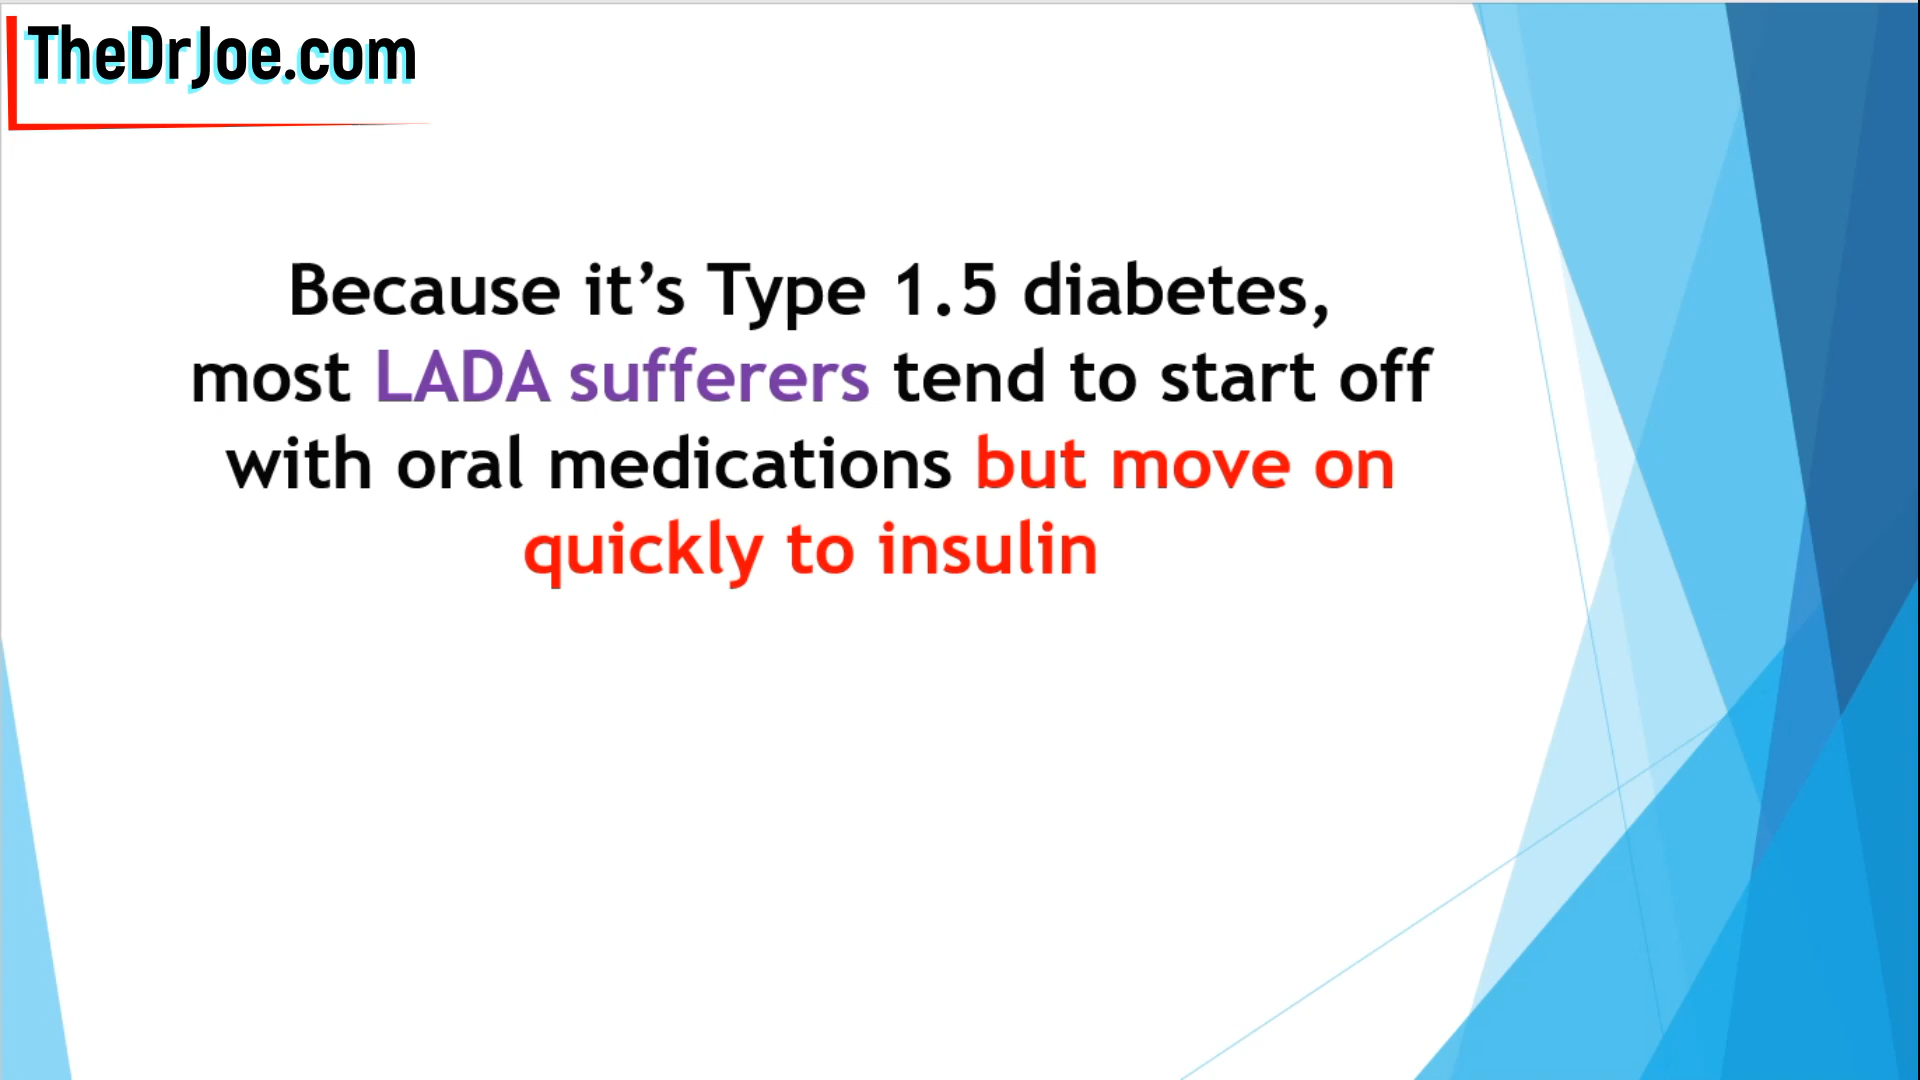 TheDrJoe.com
Because it’s Type 1.5 diabetes,
most LADA sufferers tend to start off
with oral medications but move on
quickly to insulin